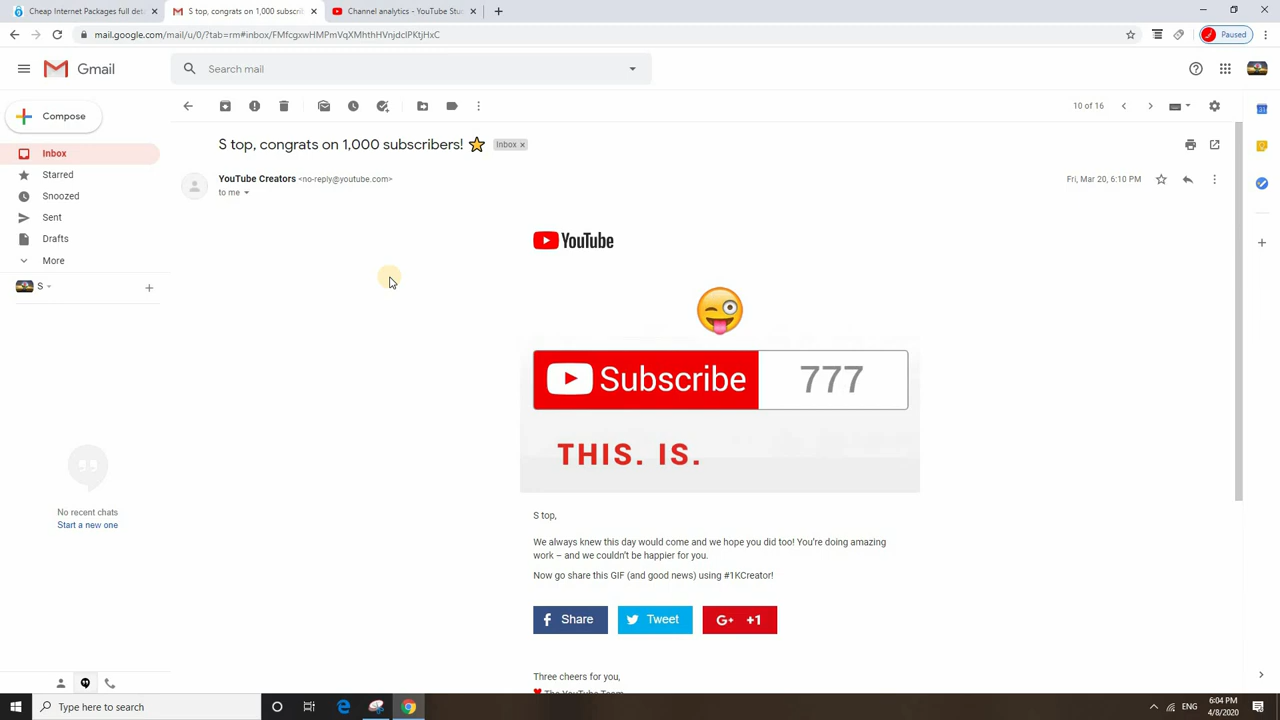 Cheap Internet Packages full det
S top, congrats on 1,000 subscrib
Channel analytics - YouTube Stu
mail.google.com/mail/u/0/?tab=rm#inbox/FMfcgxwHMPmVqXMhthHVnjdclPKtjHxC
Paused
Gmail
Search mail
Compose
10 of 16
S top, congrats on 1,000 subscribers!
Inbox ×
Inbox
Starred
Snoozed
Sent
Drafts
More
S
YouTube Creators <no-reply@youtube.com>
to me
Fri, Mar 20, 6:10 PM
YouTube
Subscribe
777
THIS. IS.
S top,
We always knew this day would come and we hope you did too! You're doing amazing
work – and we couldn't be happier for you.
Now go share this GIF (and good news) using #1KCreator!
Share
Tweet
G+ +1
Three cheers for you,
The YouTube Team
No recent chats
Start a new one
Type here to search
ENG
6:04 PM
4/8/2020